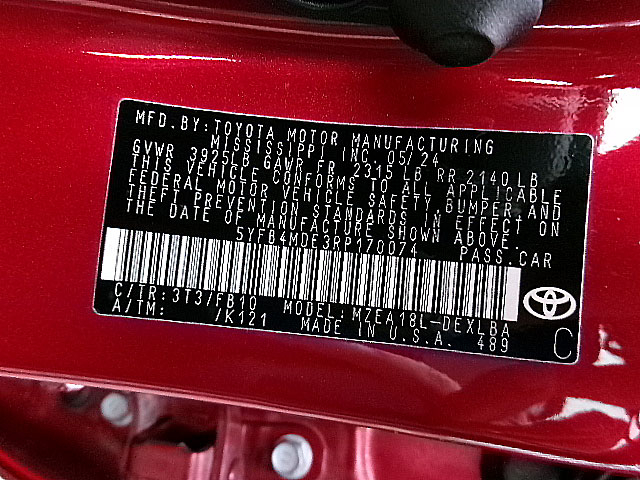 MFD.BY:TOYOTA MOTOR MANUFACTURING
MISSISSIPPI, INC. 05/24
GVWR 3925LB GAWR FR 2315 LB RR 2140 LB
THIS VEHICLE CONFORMS TO ALL APPLICABLE
FEDERAL MOTOR VEHICLE SAFETY, BUMPER, AND
THEFT PREVENTION STANDARDS IN EFFECT ON
THE DATE OF MANUFACTURE SHOWN ABOVE.
5YFB4MDE3RP170074 PASS.CAR
C/TR:3T37/FB10 MODEL:MZEA18L-DEXLBA
A/TM: /K121 MADE IN U.S.A. 489
C